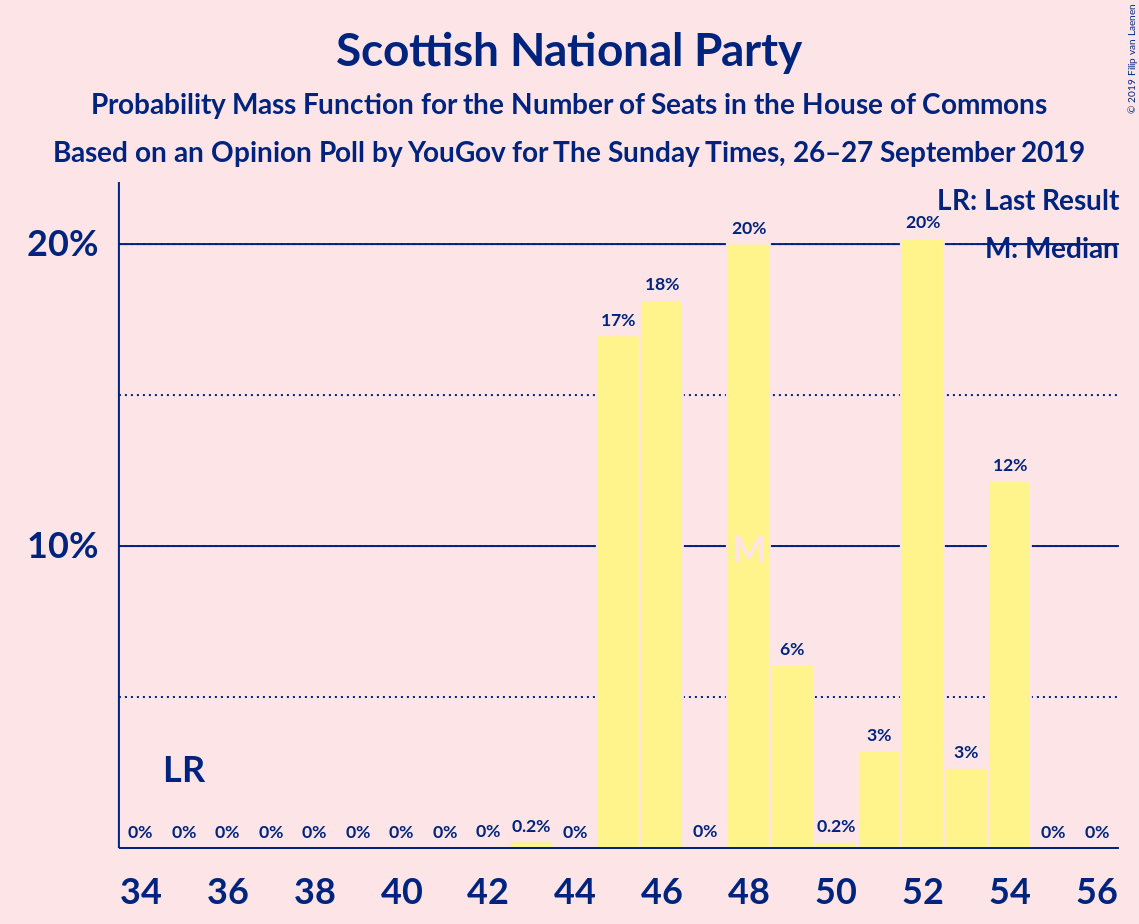 Scottish National Party
Probability Mass Function for the Number of Seats in the House of Commons
Based on an Opinion Poll by YouGov for The Sunday Times, 26–27 September 2019
© 2019 Filip van Laenen
LR: Last Result
M: Median
20%
10%
0% 0% 0% 0% 0% 0% 0% 0% 0% 0.2% 0% 17% 18% 0% 20% 6% 0.2% 3% 20% 3% 12% 0% 0%
LR
M
34 36 38 40 42 44 46 48 50 52 54 56